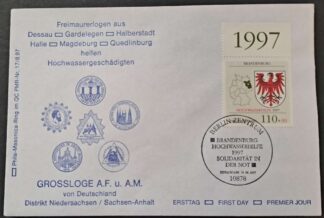 Freimaurerlogen aus
Dessau Gardelegen Halberstadt
Halle Magdeburg Quedlinburg
helfen
Hochwassergeschädigten
GROSSLOGE A.F. u. A.M.
von Deutschland
Distrikt Niedersachsen / Sachsen-Anhalt
1997
BRANDENBURG
110
BERLIN ZENTRUM
BRANDENBURG
HOCHWASSERHILFE
1997
SOLIDARITÄT IN
DER NOT
10878
ERSTTAG / FIRST DAY / PREMIER JOUR